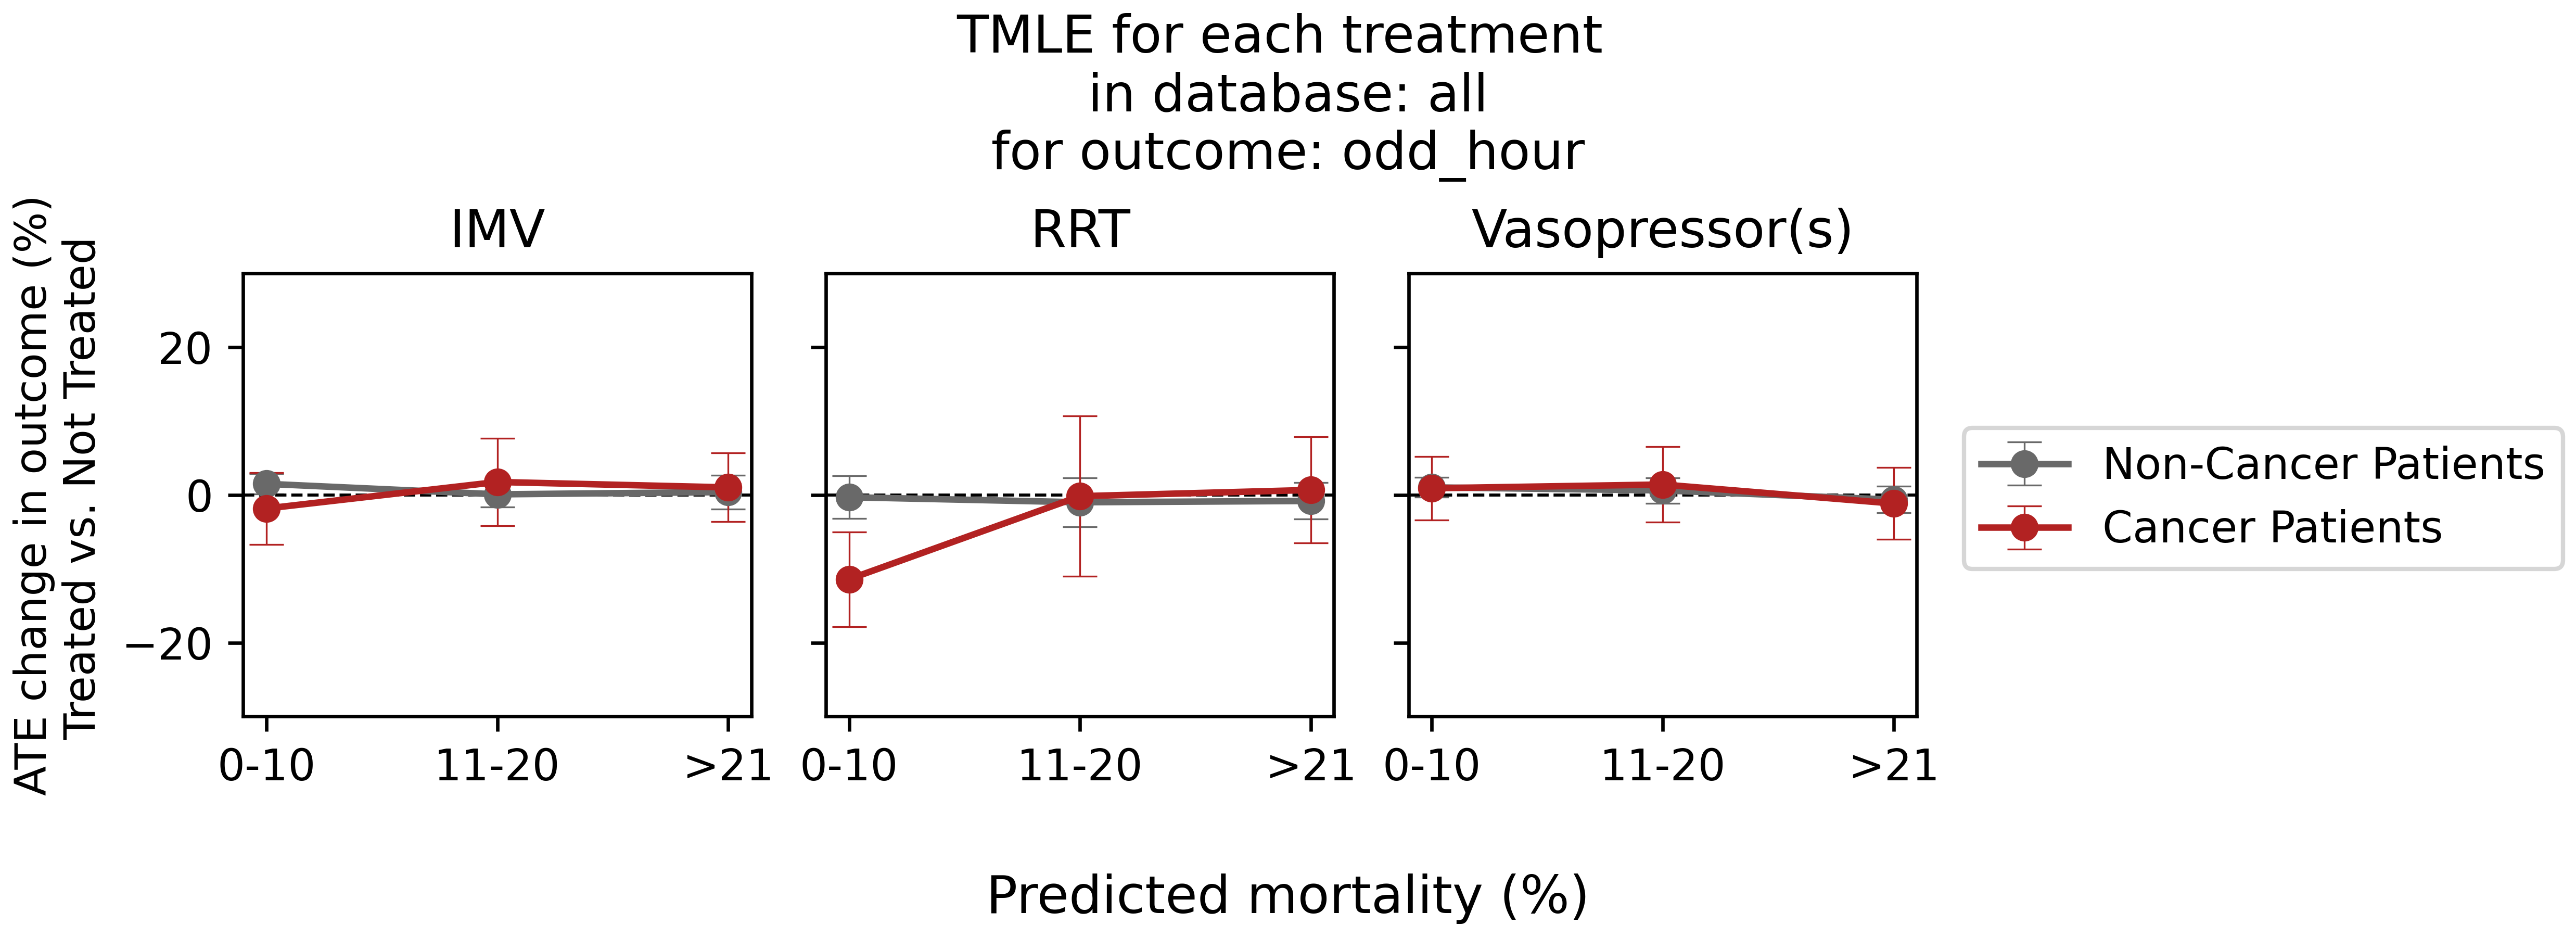 TMLE for each treatment
in database: all
for outcome: odd_hour
ATE change in outcome (%)
Treated vs. Not Treated
IMV
RRT
Vasopressor(s)
20
0
−20
0-10 11-20 >21
0-10 11-20 >21
0-10 11-20 >21
Non-Cancer Patients
Cancer Patients
Predicted mortality (%)